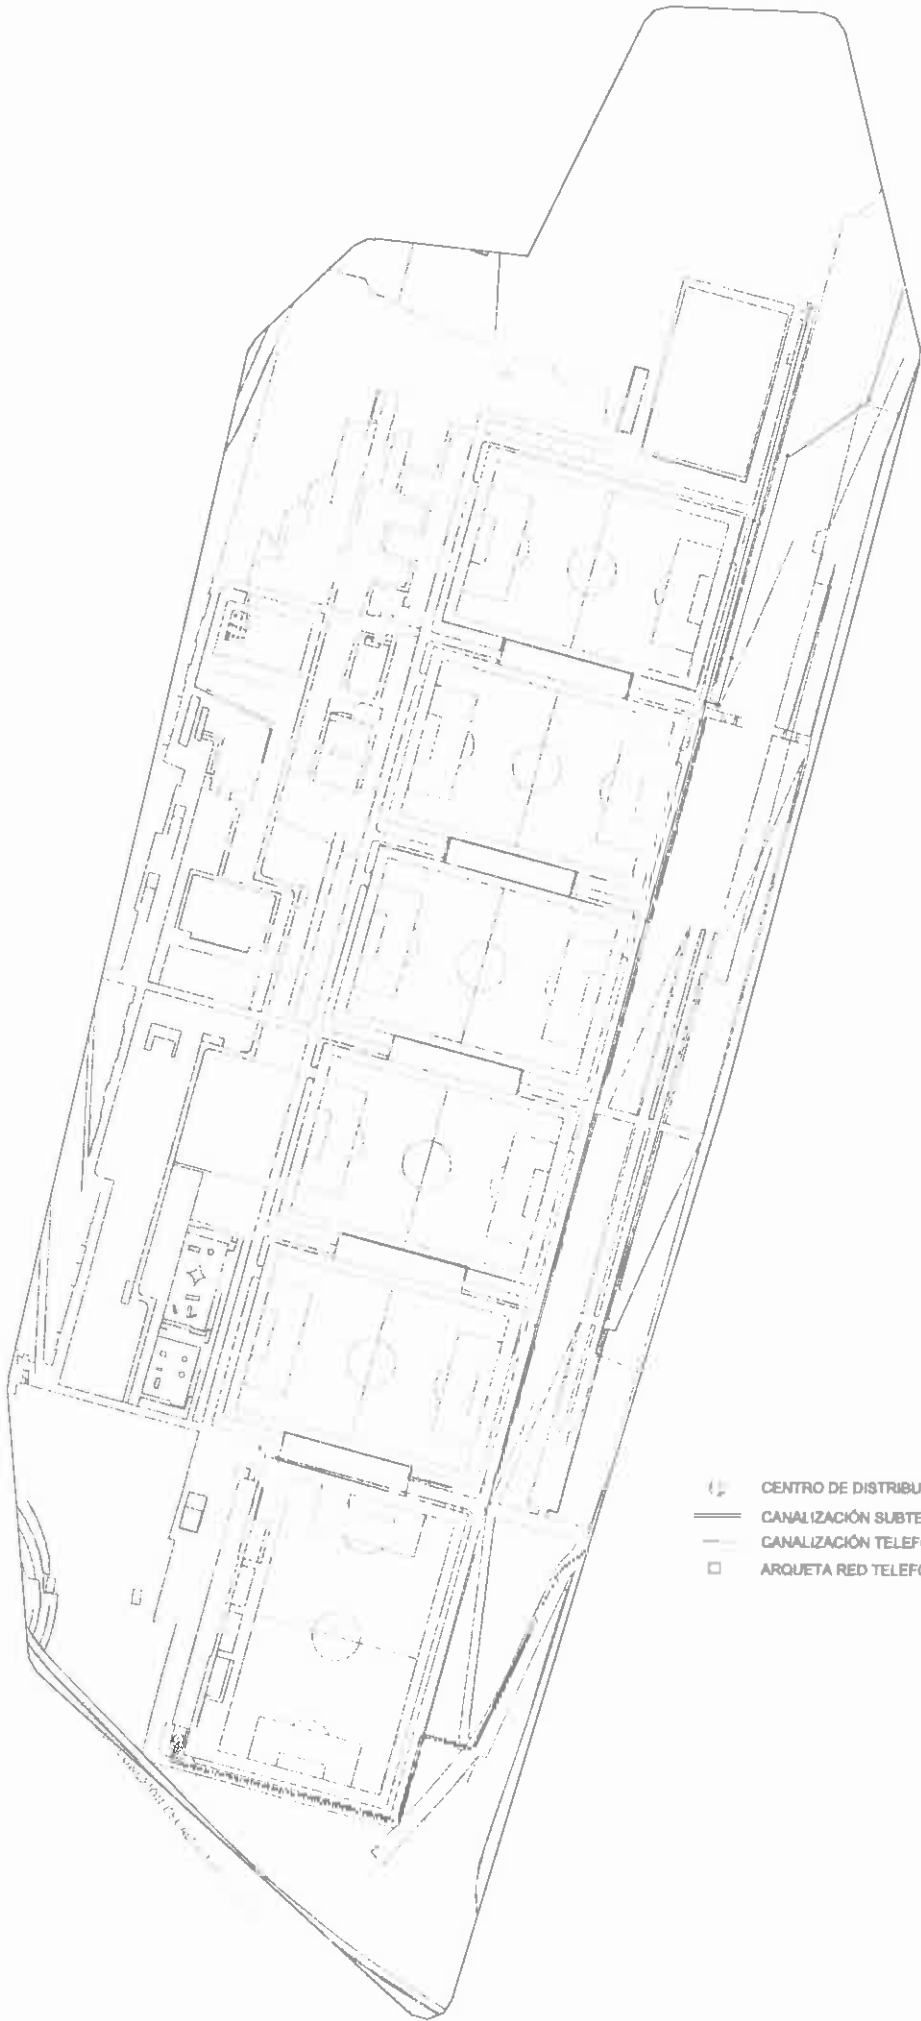 CENTRO DE DISTRIBU
CANALIZACIÓN SUBTE
CANALIZACIÓN TELEF
ARQUETA RED TELEF